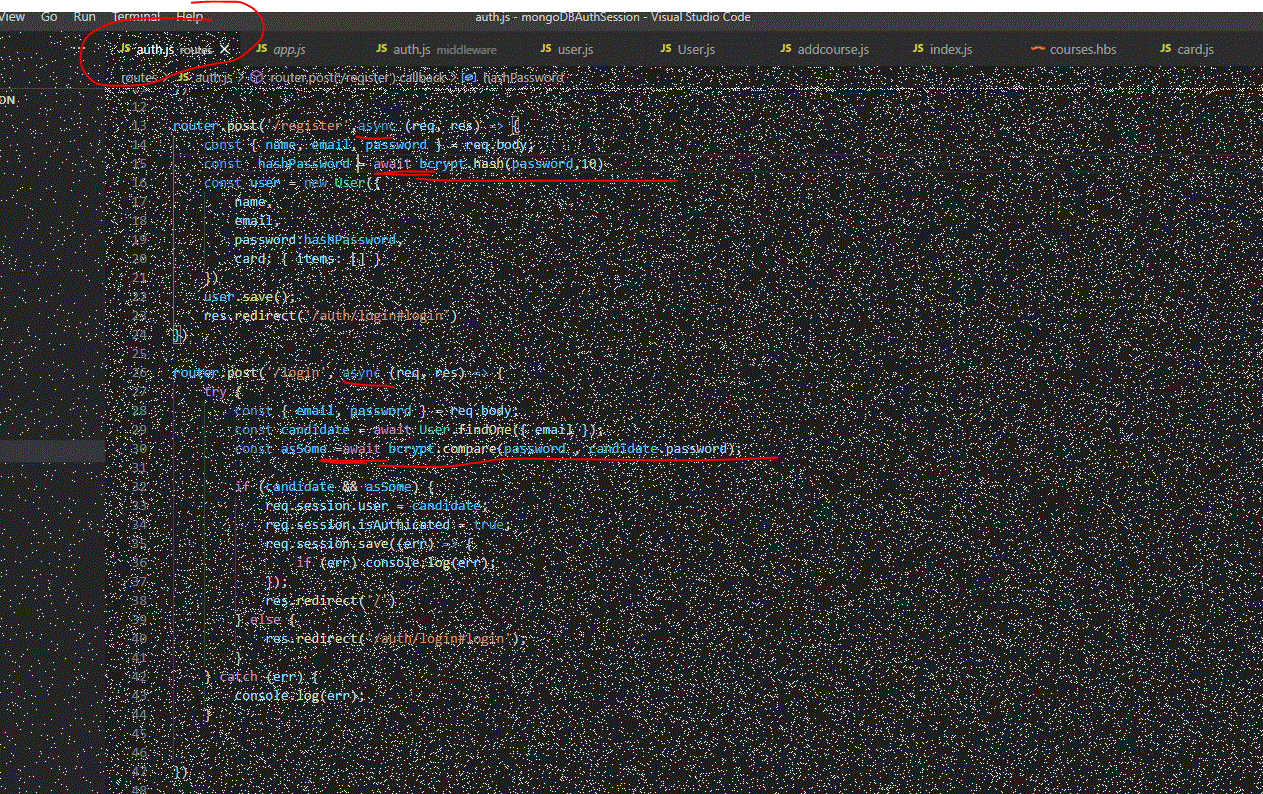 View Go Run Terminal Help auth.js - mongoDBAuthSession - Visual Studio Code
JS auth.js routes X JS app.js JS auth.js middleware JS user.js JS User.js JS addcourse.js JS index.js courses.hbs JS card.js
routes > JS auth.js > router.post('/register') callback > hashPassword
ON
12
13 router.post('/register',async (req, res) => {
14 const { name, email, password } = req.body;
15 const hashPassword = await bcrypt.hash(password,10)
16 const user = new User({
17 name,
18 email,
19 password:hashPassword,
20 card: { items: [] }
21 })
22 user.save();
23 res.redirect('/auth/login#login')
24 })
25
26 router.post('/login', async (req, res) => {
27 try {
28 const { email, password } = req.body;
29 const candidate = await User.findOne({ email });
30 const asSome =await bcrypt.compare(password , candidate.password);
31
32 if (candidate && asSome) {
33 req.session.user = candidate;
34 req.session.isAuthicated = true;
35 req.session.save((err) => {
36 if (err) console.log(err);
37 });
38 res.redirect('/')
39 } else {
40 res.redirect('/auth/login#login');
41 }
42 } catch (err) {
43 console.log(err);
44 }
45
46
47 })
48